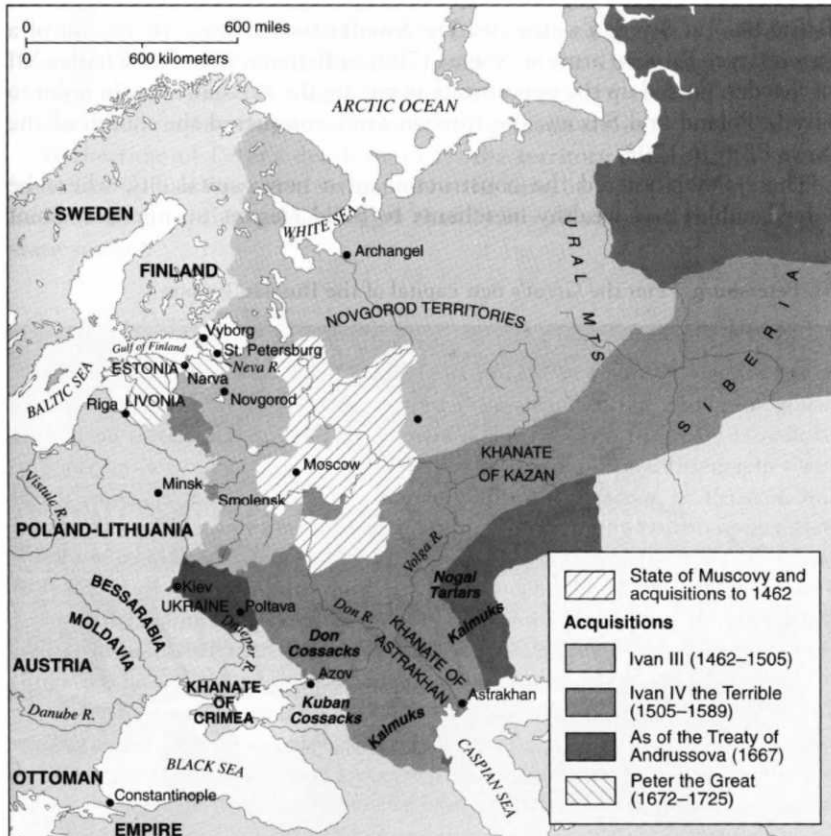 0 600 miles
0
600 kilometers
ARCTIC OCEAN
SWEDEN
WHITE SEA
Archangel
FINLAND
URAL MTS
SIBERIA
NOVGOROD TERRITORIES
Vyborg
Gulf of Finland
St. Petersburg
ESTONIA
Neva R.
Narva
BALTIC SEA
Novgorod
Riga
LIVONIA
KHANATE
OF KAZAN
Moscow
Minsk
Smolensk
Vistule R.
POLAND-LITHUANIA
Volga R.
Nogal
Tartars
Kiev
UKRAINE
Poltava
BESSARABIA
MOLDAVIA
Dnieper R.
Don R.
Kalmuks
KHANATE OF
ASTRAKHAN
Don
Cossacks
AUSTRIA
Azov
KHANATE
OF
CRIMEA
Kuban
Cossacks
Astrakhan
Danube R.
Kalmuks
BLACK SEA
CASPIAN SEA
OTTOMAN
Constantinople
EMPIRE
State of Muscovy and
acquisitions to 1462
Acquisitions
Ivan III (1462–1505)
Ivan IV the Terrible
(1505–1589)
As of the Treaty of
Andrussova (1667)
Peter the Great
(1672–1725)